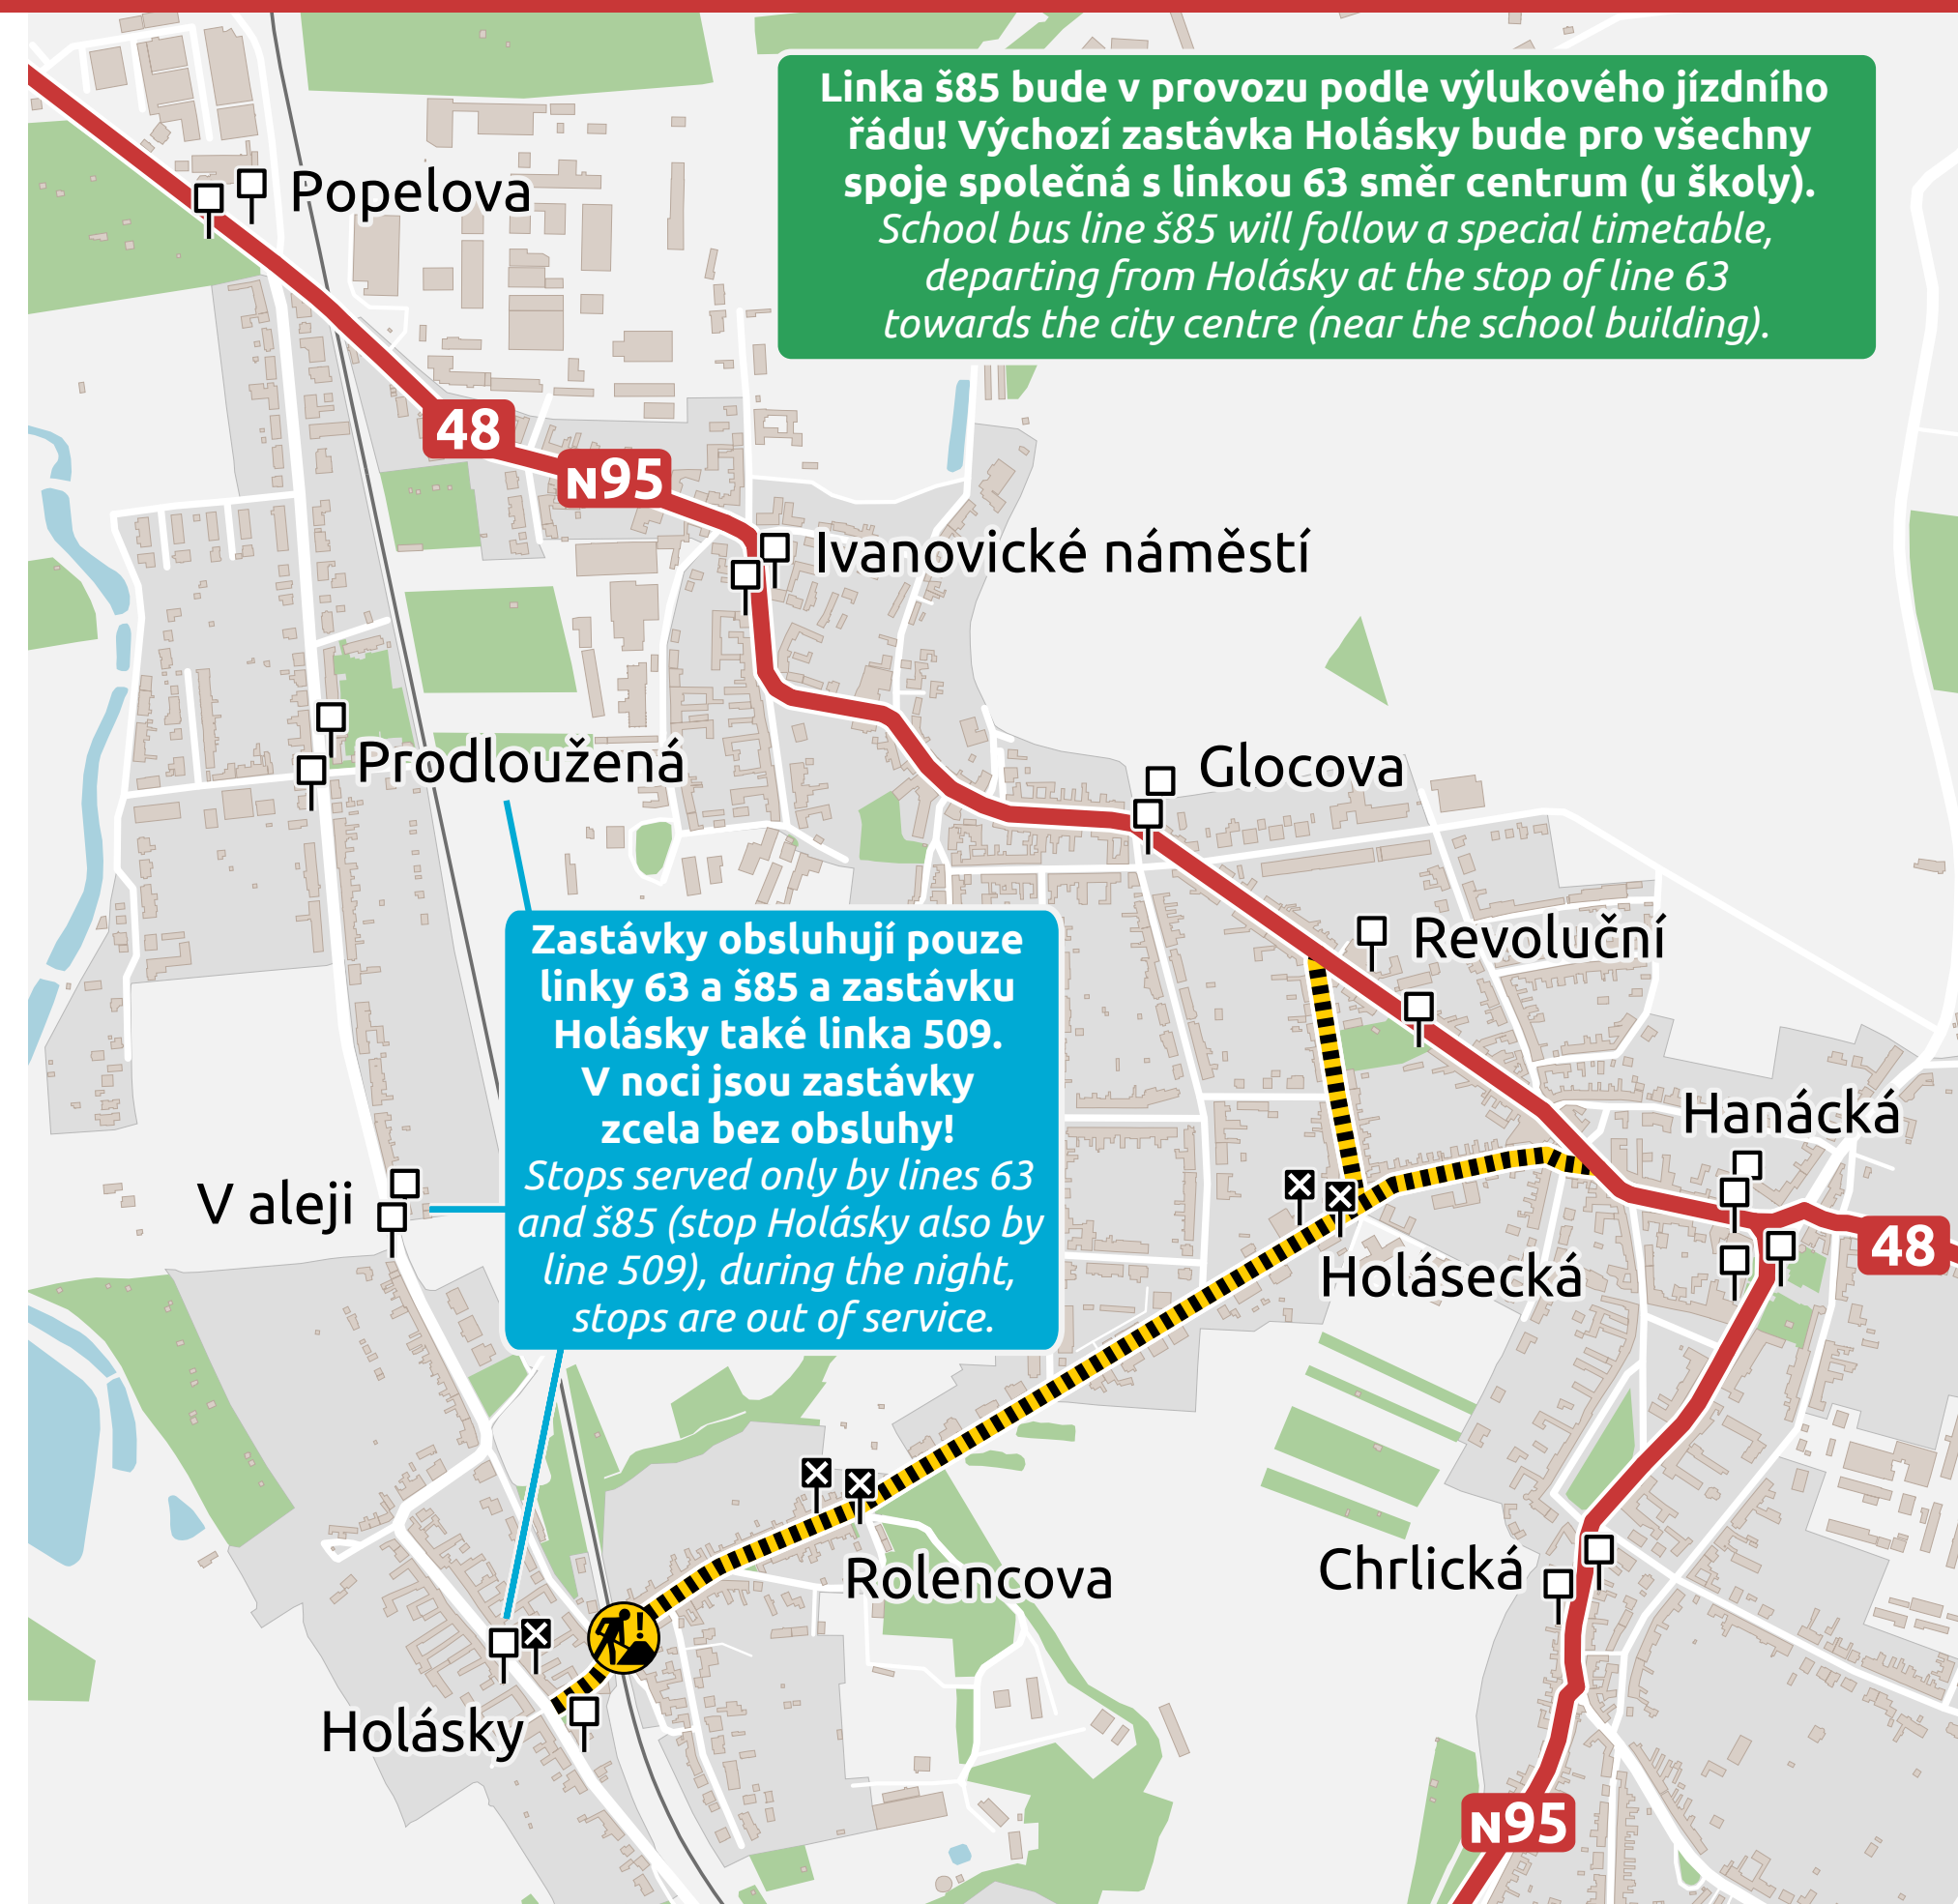 Linka š85 bude v provozu podle výlukového jízdního
řádu! Výchozí zastávka Holásky bude pro všechny
spoje společná s linkou 63 směr centrum (u školy).
School bus line š85 will follow a special timetable,
departing from Holásky at the stop of line 63
towards the city centre (near the school building).
Popelova
48
N95
Ivanovické náměstí
Prodloužená
Glocova
Revoluční
Zastávky obsluhují pouze
linky 63 a š85 a zastávku
Holásky také linka 509.
V noci jsou zastávky
zcela bez obsluhy!
Stops served only by lines 63
and š85 (stop Holásky also by
line 509), during the night,
stops are out of service.
Hanácká
V aleji
48
Holásecká
Chrlická
Rolencova
Holásky
N95